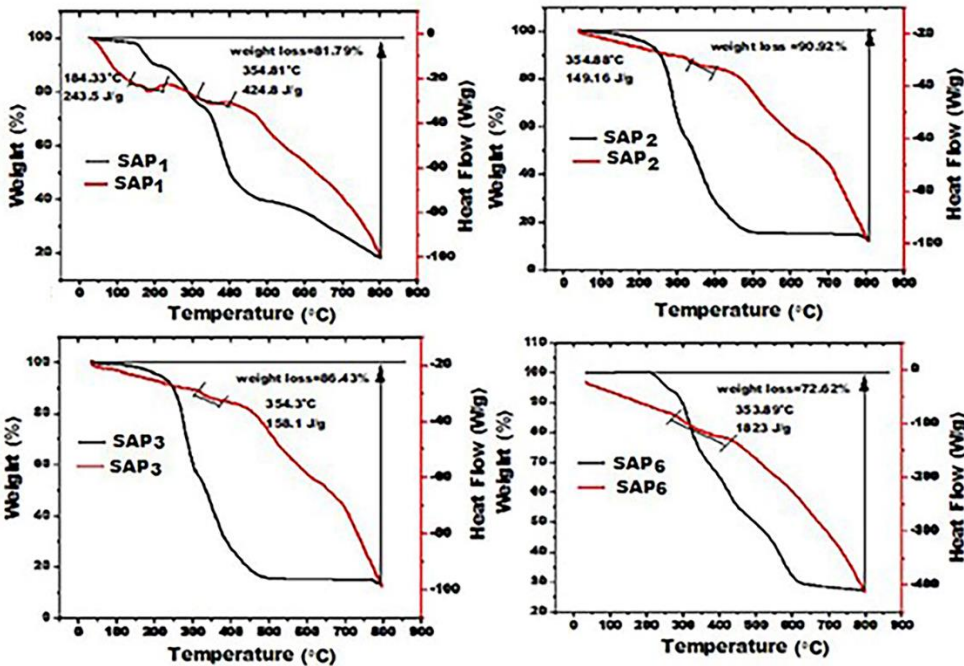 100
80
60
40
20
Weight (%)
0
-20
-40
-60
-80
-100
Heat Flow (W/g)
weight loss=81.79%
184.33°C
243.5 J/g
354.81°C
424.8 J/g
SAP1
SAP1
0 100 200 300 400 500 600 700 800 900
Temperature (°C)
100
80
60
40
20
0
Weight (%)
-20
-40
-60
-80
-100
Heat Flow (W/g)
weight loss =90.92%
354.88°C
149.16 J/g
SAP2
SAP2
0 100 200 300 400 500 600 700 800 900
Temperature (°C)
100
80
60
40
20
0
Weight (%)
-20
-40
-60
-80
-100
Heat Flow (W/g)
weight loss=86.43%
354.3°C
158.1 J/g
SAP3
SAP3
0 100 200 300 400 500 600 700 800 900
Temperature (°C)
100
90
80
70
60
50
40
30
20
Weight (%)
0
-100
-200
-300
-400
Heat Flow (W/g)
weight loss=72.62%
353.89°C
1823 J/g
SAP6
SAP6
0 100 200 300 400 500 600 700 800 900
Temperature (°C)